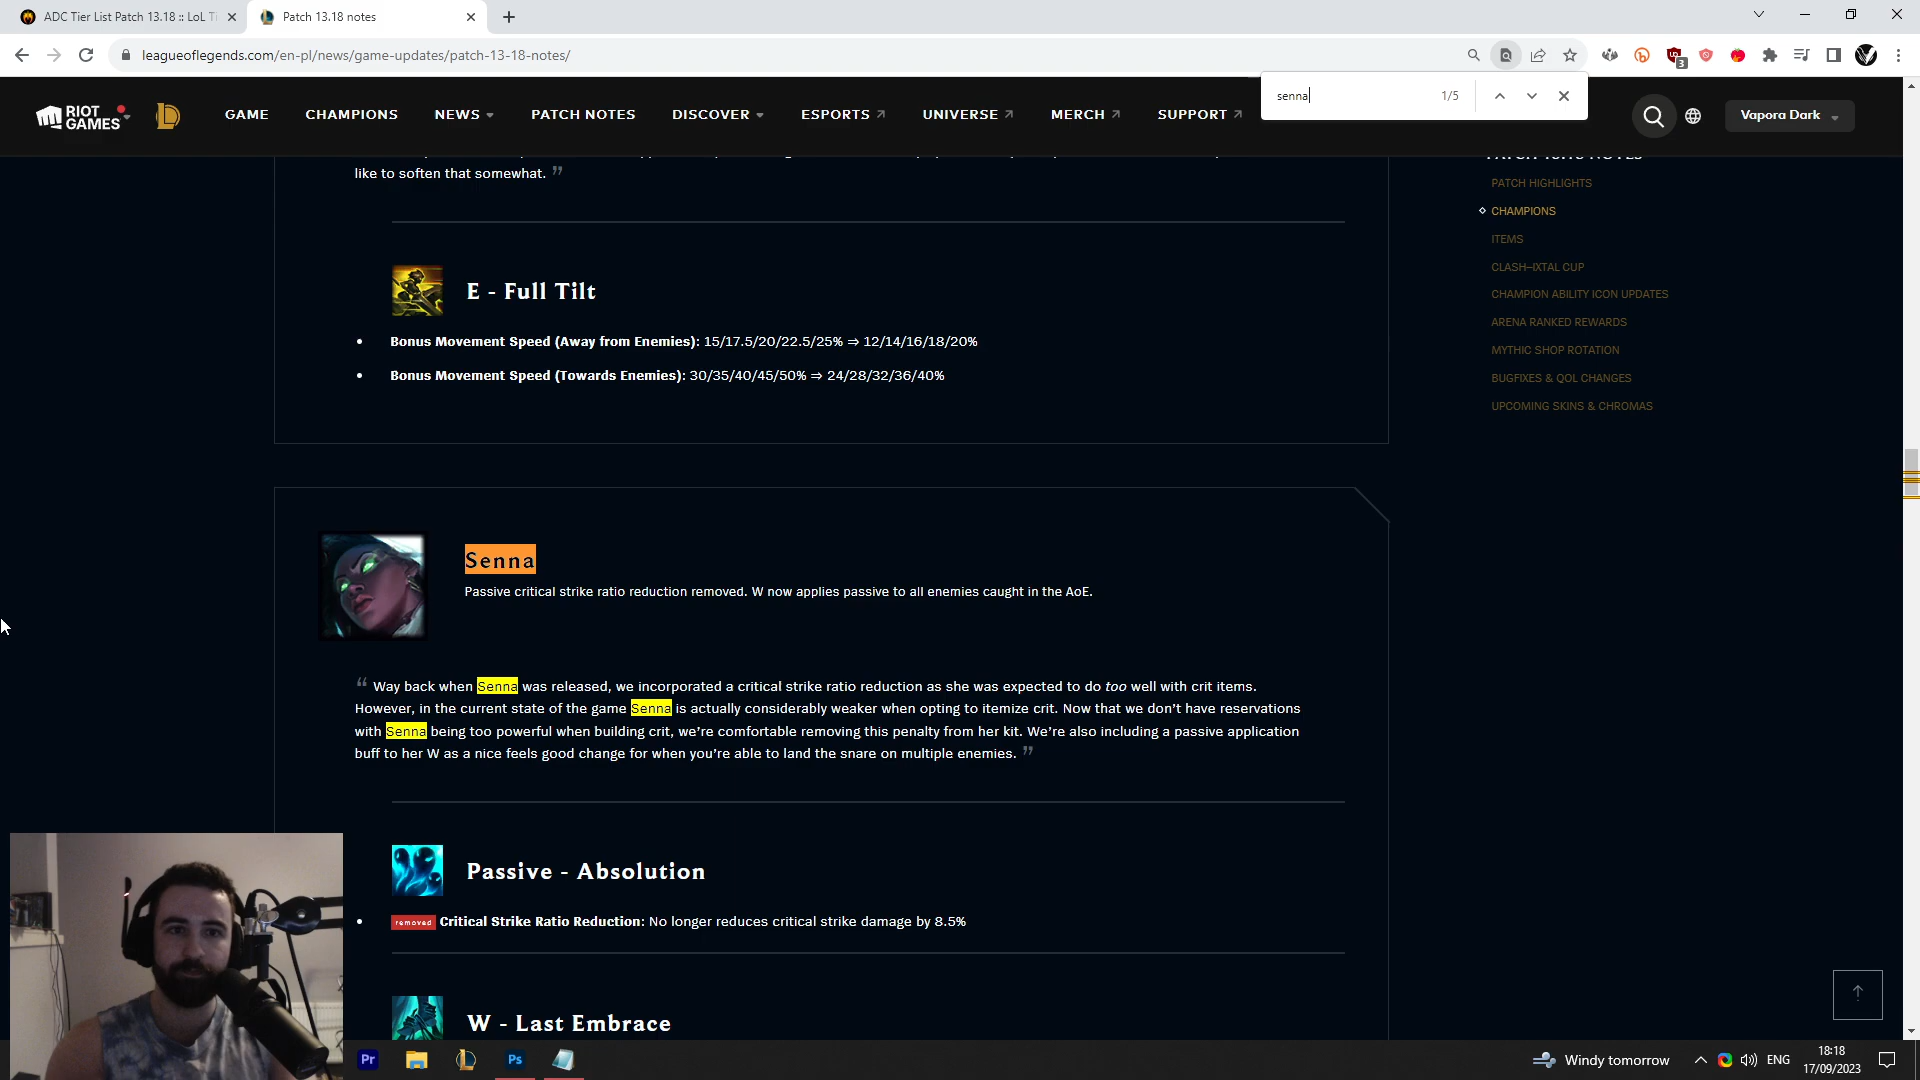 ADC Tier List Patch 13.18 :: LoL Ti
Patch 13.18 notes
leagueoflegends.com/en-pl/news/game-updates/patch-13-18-notes/
3
senna
1/5
RIOT GAMES
GAME
CHAMPIONS
NEWS
PATCH NOTES
DISCOVER
ESPORTS
UNIVERSE
MERCH
SUPPORT
Vapora Dark
like to soften that somewhat. ”
PATCH 13.18 NOTES
PATCH HIGHLIGHTS
CHAMPIONS
ITEMS
CLASH–IXTAL CUP
CHAMPION ABILITY ICON UPDATES
ARENA RANKED REWARDS
MYTHIC SHOP ROTATION
BUGFIXES & QOL CHANGES
UPCOMING SKINS & CHROMAS
E - Full Tilt
• Bonus Movement Speed (Away from Enemies): 15/17.5/20/22.5/25% ⇒ 12/14/16/18/20%
• Bonus Movement Speed (Towards Enemies): 30/35/40/45/50% ⇒ 24/28/32/36/40%
Senna
Passive critical strike ratio reduction removed. W now applies passive to all enemies caught in the AoE.
“ Way back when Senna was released, we incorporated a critical strike ratio reduction as she was expected to do too well with crit items.
However, in the current state of the game Senna is actually considerably weaker when opting to itemize crit. Now that we don’t have reservations
with Senna being too powerful when building crit, we’re comfortable removing this penalty from her kit. We’re also including a passive application
buff to her W as a nice feels good change for when you’re able to land the snare on multiple enemies. ”
Passive - Absolution
• removed Critical Strike Ratio Reduction: No longer reduces critical strike damage by 8.5%
W - Last Embrace
Pr
Ps
Windy tomorrow
ENG
18:18
17/09/2023